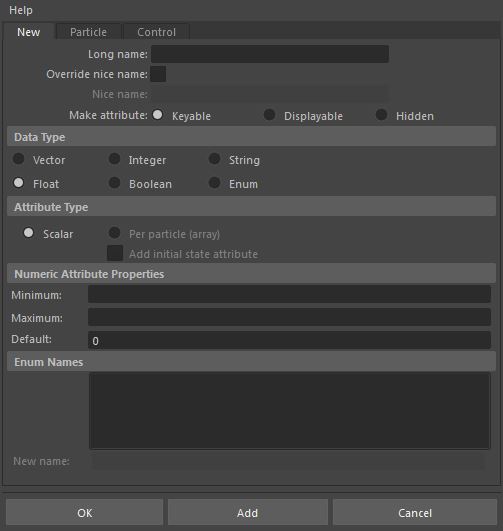 Help
New Particle Control
Long name:
Override nice name:
Nice name:
Make attribute: Keyable Displayable Hidden
Data Type
Vector Integer String
Float Boolean Enum
Attribute Type
Scalar Per particle (array)
Add initial state attribute
Numeric Attribute Properties
Minimum:
Maximum:
Default: 0
Enum Names
New name:
OK Add Cancel